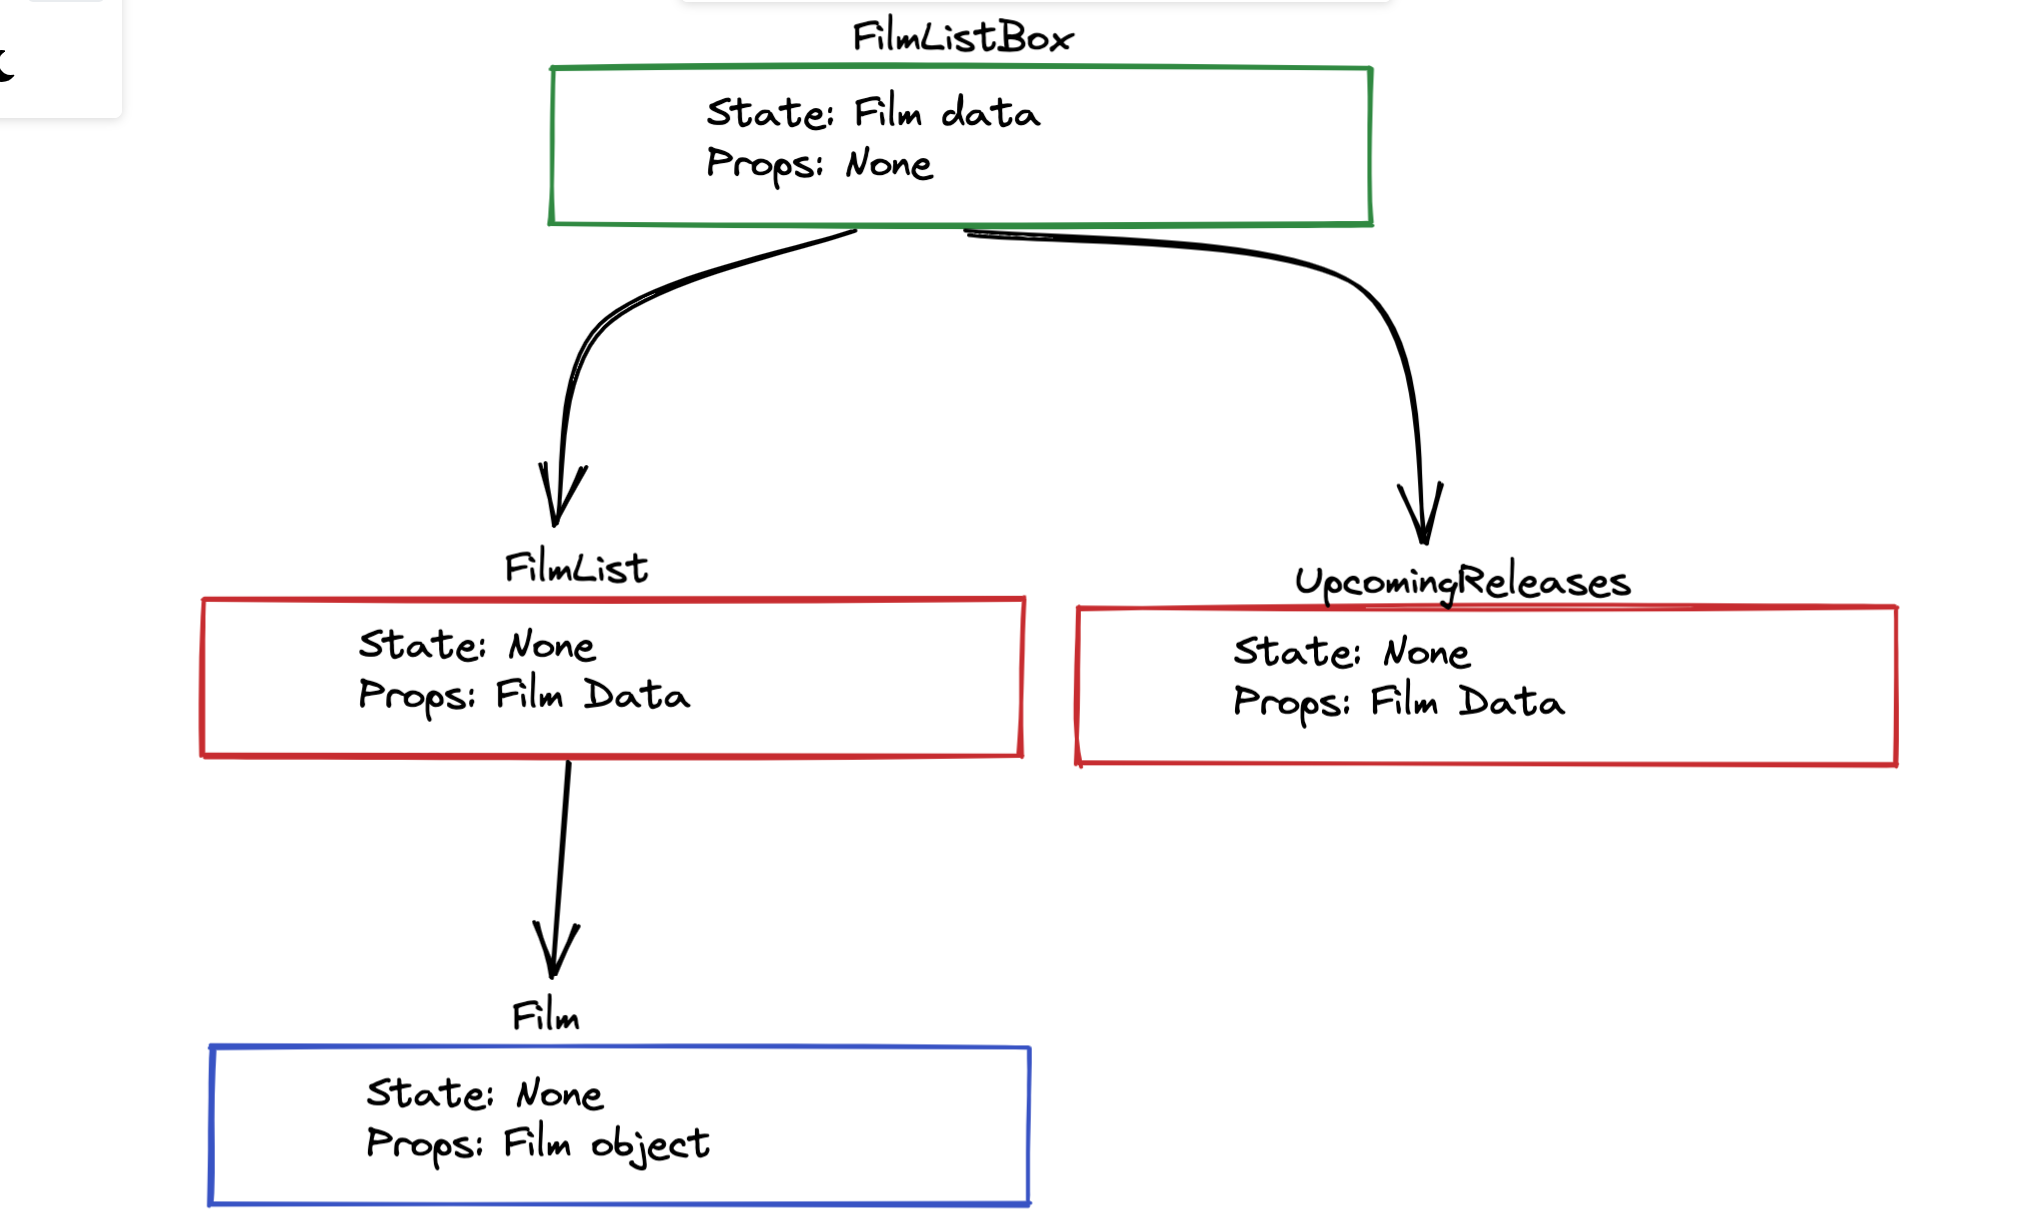 FilmListBox
State: Film data
Props: None
FilmList
State: None
Props: Film Data
UpcomingReleases
State: None
Props: Film Data
Film
State: None
Props: Film object